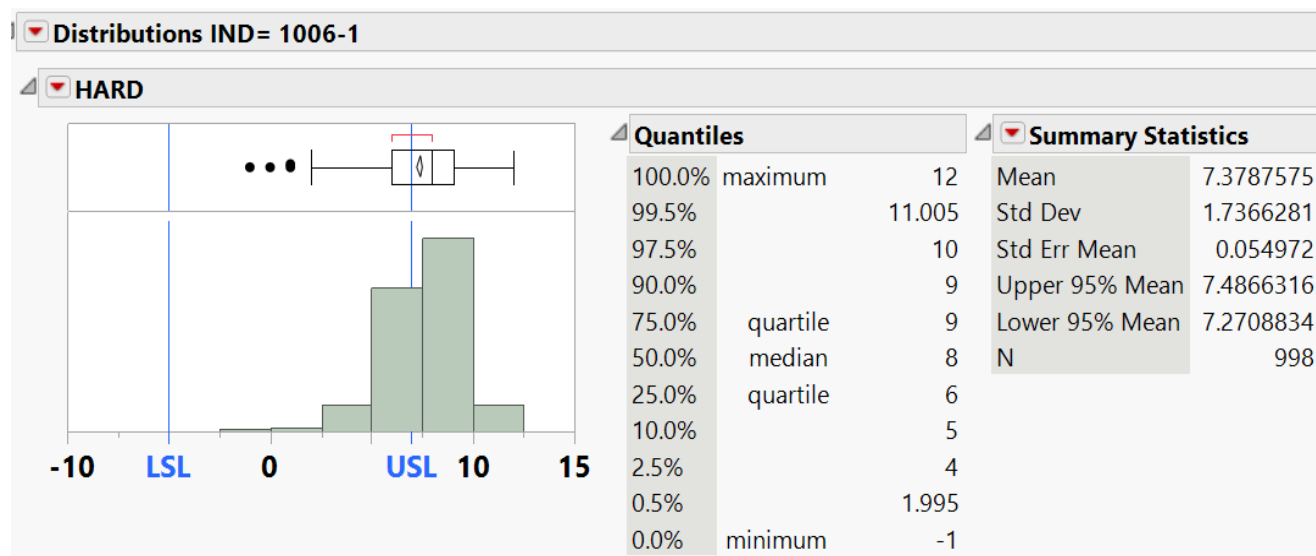 Distributions IND= 1006-1
HARD
-10 LSL 0 USL 10 15
Quantiles
100.0% maximum 12
99.5% 11.005
97.5% 10
90.0% 9
75.0% quartile 9
50.0% median 8
25.0% quartile 6
10.0% 5
2.5% 4
0.5% 1.995
0.0% minimum -1
Summary Statistics
Mean 7.3787575
Std Dev 1.7366281
Std Err Mean 0.054972
Upper 95% Mean 7.4866316
Lower 95% Mean 7.2708834
N 998